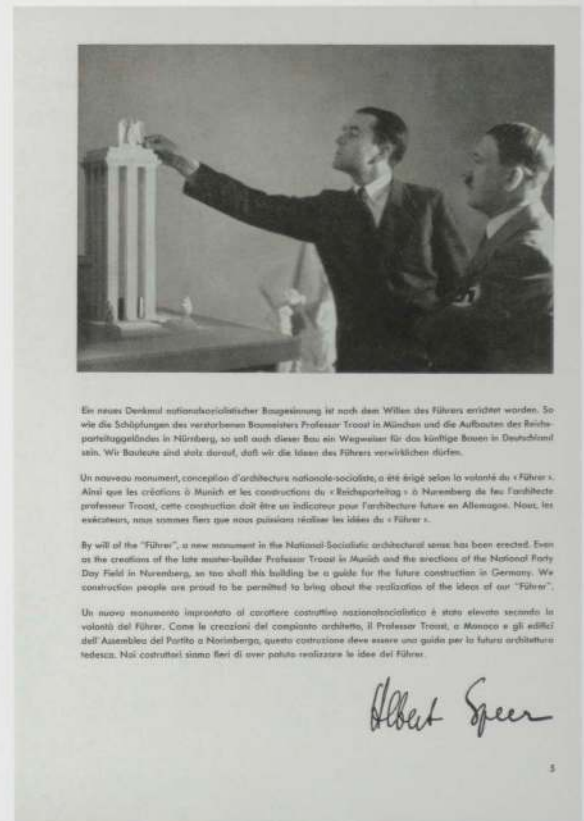 Ein neues Denkmal nationalsozialistischer Baugesinnung ist nach dem Willen des Führers errichtet worden. So
wie die Schöpfungen des verstorbenen Baumeisters Professor Troost in München und die Aufbauten des Reichs-
parteitaggeländes in Nürnberg, so soll auch dieser Bau ein Wegweiser für das künftige Bauen in Deutschland
sein. Wir Bauleute sind stolz darauf, daß wir die Ideen des Führers verwirklichen dürfen.
Un nouveau monument, conception d'architecture nationale-socialiste, a été érigé selon la volonté du « Führer ».
Ainsi que les créations à Munich et les constructions du « Reichsparteitag » à Nuremberg de feu l'architecte
professeur Troost, cette construction doit être un indicateur pour l'architecture future en Allemagne. Nous, les
exécuteurs, nous sommes fiers que nous puissions réaliser les idées du « Führer ».
By will of the "Führer", a new monument in the National-Socialistic architectural sense has been erected. Even
as the creations of the late master-builder Professor Troost in Munich and the erections of the National Party
Day Field in Nuremberg, so too shall this building be a guide for the future construction in Germany. We
construction people are proud to be permitted to bring about the realization of the ideas of our "Führer".
Un nuovo monumento improntato al carattere costruttivo nazionalsocialistico è stato elevato secondo la
volontà del Führer. Come le creazioni del compianto architetto, il Professor Troost, a Monaco e gli edifici
dell'Assemblea del Partito a Norimberga, questa costruzione deve essere una guida per la futura architettura
tedesca. Noi costruttori siamo fieri di aver potuto realizzare le idee del Führer.
Albert Speer
5